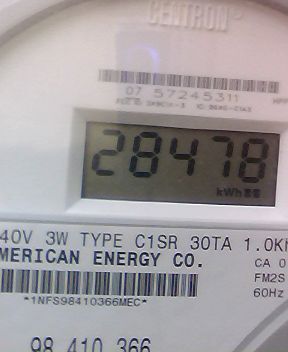 CENTRON®
07 57245311
28478
kWh
40V 3W TYPE C1SR 30TA 1.0Kh
MERICAN ENERGY CO.
CA 0
FM2S
60Hz
*1NFS98410366MEC*
98 410 366